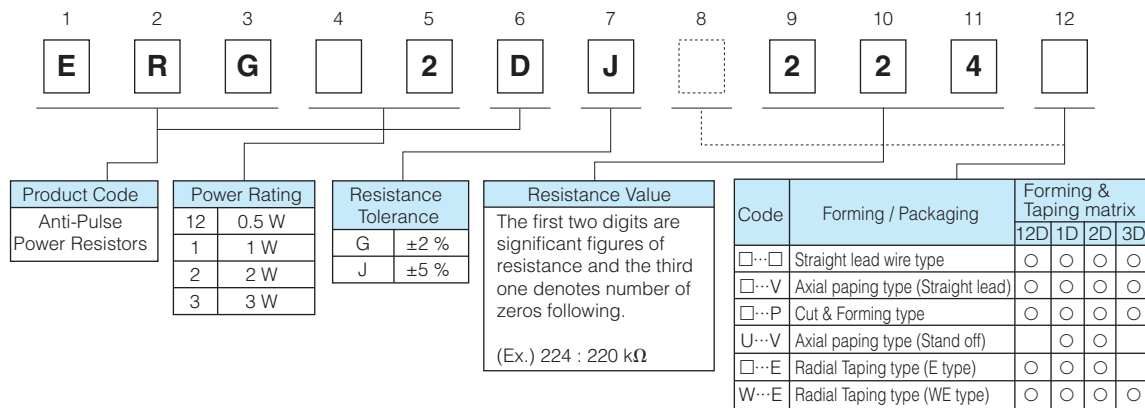 1 2 3 4 5 6 7 8 9 10 11 12
E R G 2 D J 2 2 4
Product Code
Anti-Pulse
Power Resistors
Power Rating
12 0.5 W
1 1 W
2 2 W
3 3 W
Resistance
Tolerance
G ±2 %
J ±5 %
Resistance Value
The first two digits are
significant figures of
resistance and the third
one denotes number of
zeros following.
(Ex.) 224 : 220 kΩ
Code Forming / Packaging Forming &
Taping matrix
12D 1D 2D 3D
□···□ Straight lead wire type ○ ○ ○ ○
□···V Axial paping type (Straight lead) ○ ○ ○ ○
□···P Cut & Forming type ○ ○ ○ ○
U···V Axial paping type (Stand off) ○ ○
□···E Radial Taping type (E type) ○ ○ ○
W···E Radial Taping type (WE type) ○ ○ ○ ○